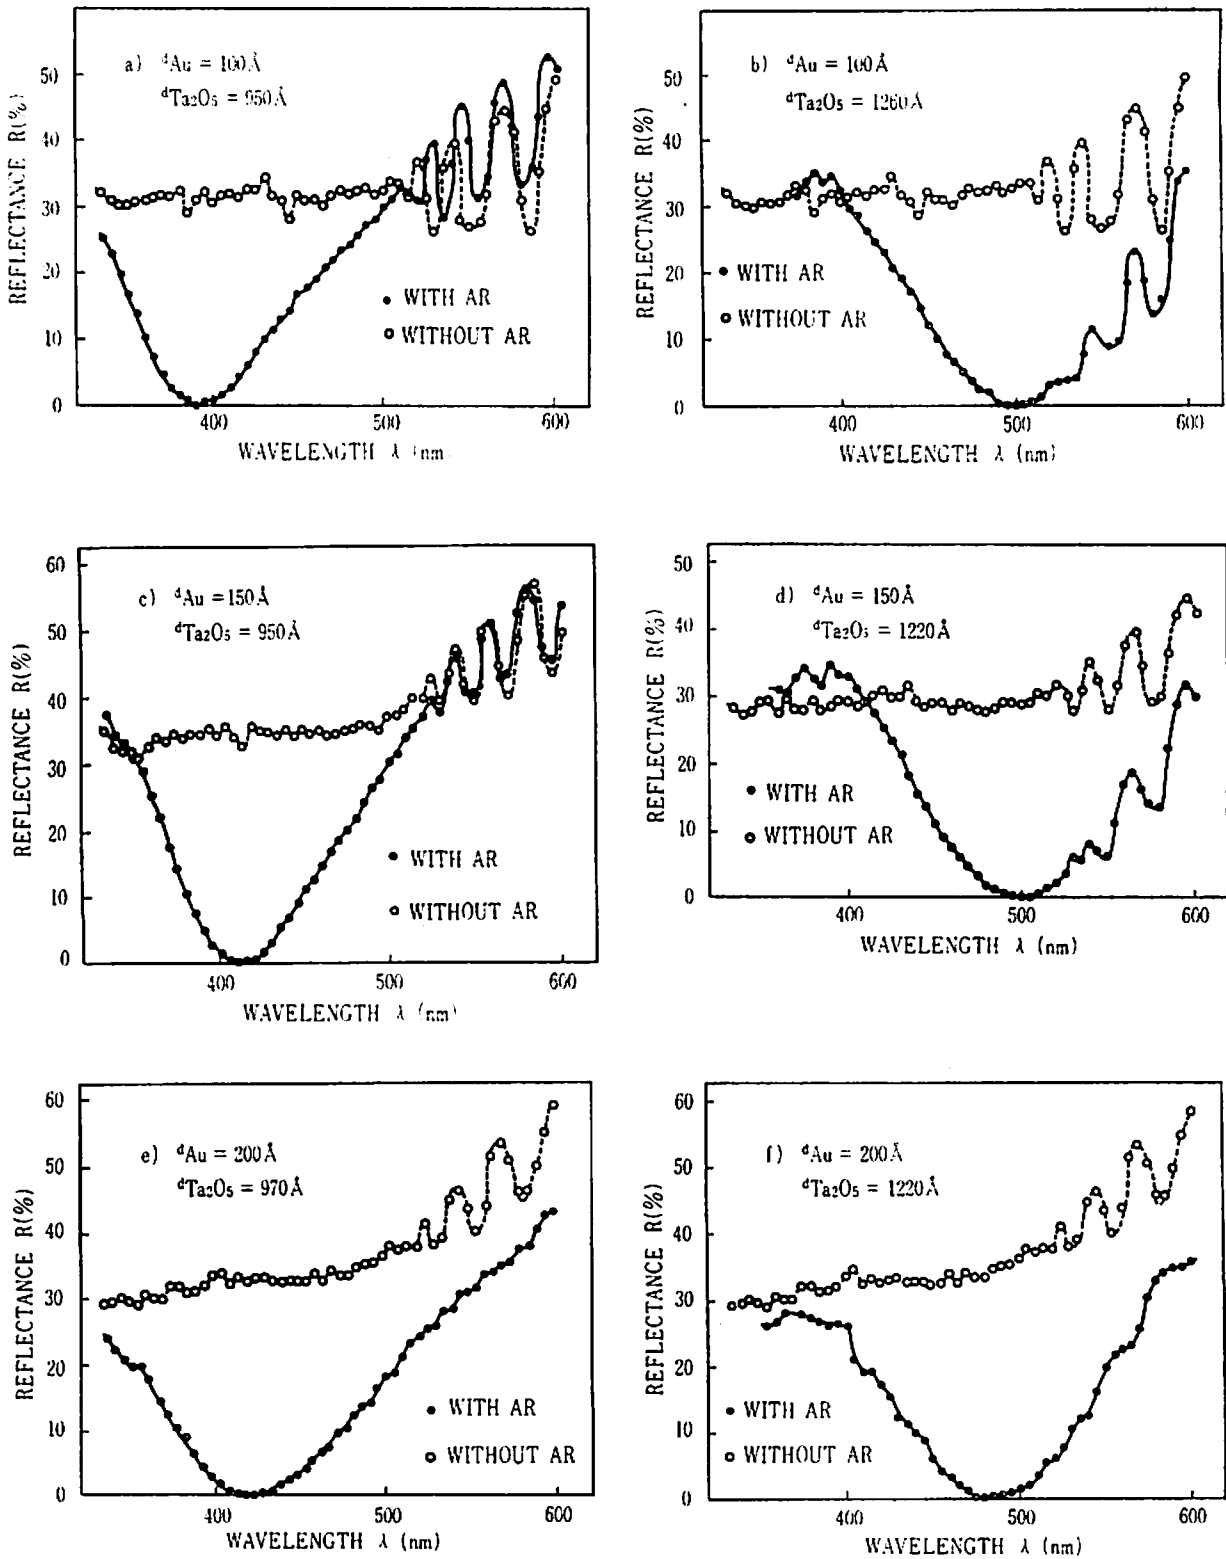 a) dAu = 100Å
dTa2O5 = 950Å
REFLECTANCE R(%)
50
40
30
20
10
0
WITH AR
WITHOUT AR
400
500
600
WAVELENGTH λ (nm)
b) dAu = 100Å
dTa2O5 = 1260Å
REFLECTANCE R(%)
50
40
30
20
10
0
WITH AR
WITHOUT AR
400
500
600
WAVELENGTH λ (nm)
c) dAu = 150Å
dTa2O5 = 950Å
REFLECTANCE R(%)
60
50
40
30
20
10
0
WITH AR
WITHOUT AR
400
500
600
WAVELENGTH λ (nm)
d) dAu = 150Å
dTa2O5 = 1220Å
REFLECTANCE R(%)
50
40
30
20
10
0
WITH AR
WITHOUT AR
400
500
600
WAVELENGTH λ (nm)
e) dAu = 200Å
dTa2O5 = 970Å
REFLECTANCE R(%)
60
50
40
30
20
10
0
WITH AR
WITHOUT AR
400
500
600
WAVELENGTH λ (nm)
f) dAu = 200Å
dTa2O5 = 1220Å
REFLECTANCE R(%)
60
50
40
30
20
10
0
WITH AR
WITHOUT AR
400
500
600
WAVELENGTH λ (nm)